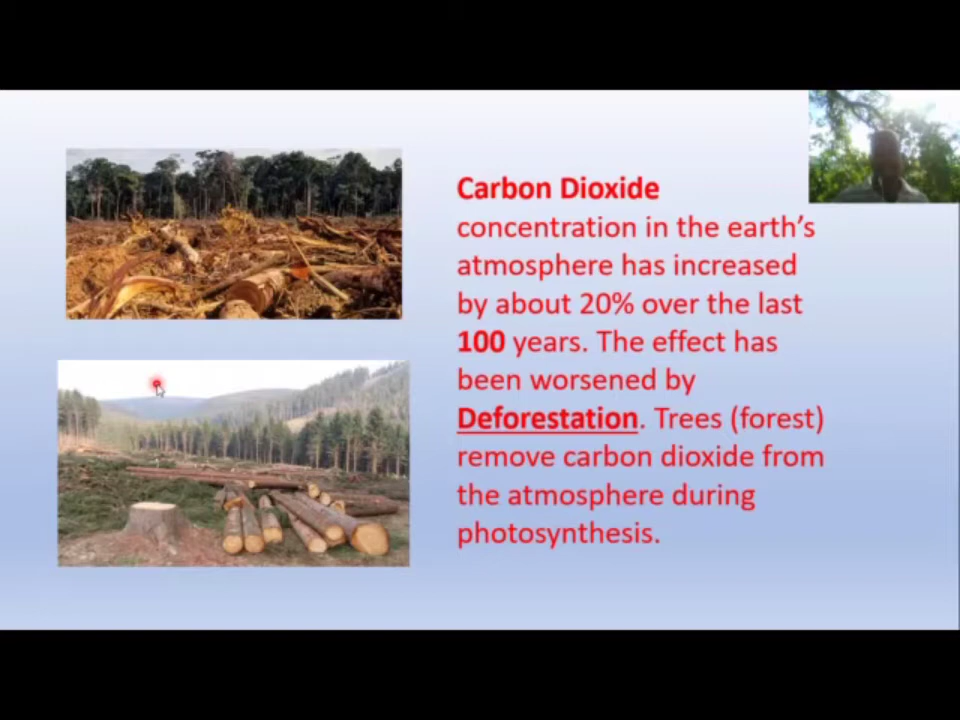 Carbon Dioxide
concentration in the earth’s
atmosphere has increased
by about 20% over the last
100 years. The effect has
been worsened by
Deforestation. Trees (forest)
remove carbon dioxide from
the atmosphere during
photosynthesis.